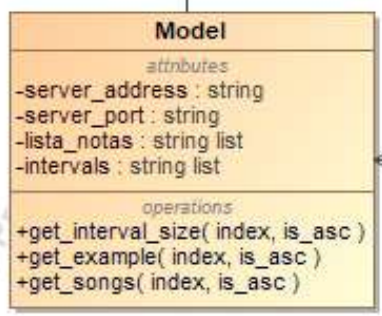 Model
attributes
-server_address : string
-server_port : string
-lista_notas : string list
-intervals : string list
operations
+get_interval_size( index, is_asc )
+get_example( index, is_asc )
+get_songs( index, is_asc )